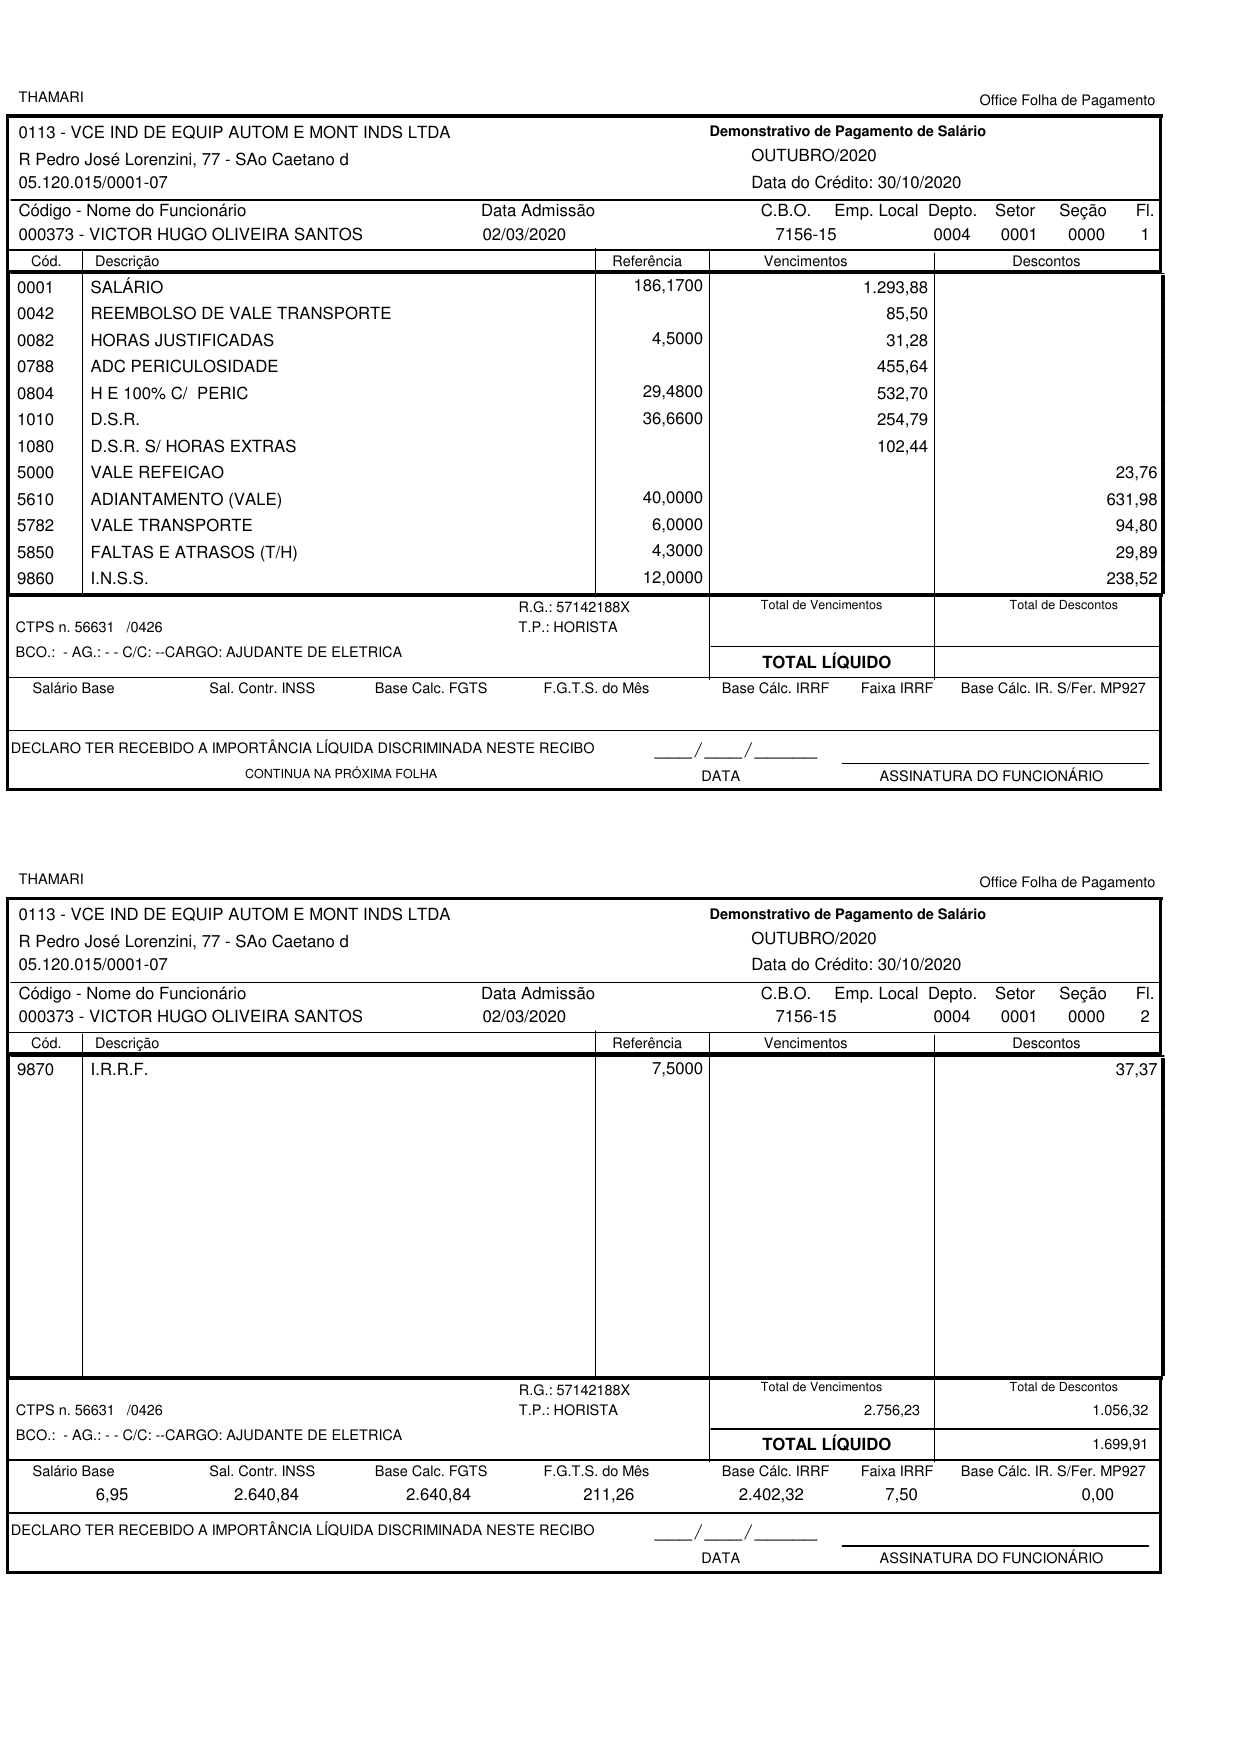 THAMARI
Office Folha de Pagamento
0113 - VCE IND DE EQUIP AUTOM E MONT INDS LTDA Demonstrativo de Pagamento de Salário
R Pedro José Lorenzini, 77 - SAo Caetano d OUTUBRO/2020
05.120.015/0001-07 Data do Crédito: 30/10/2020
Código - Nome do Funcionário Data Admissão C.B.O. Emp. Local Depto. Setor Seção Fl.
000373 - VICTOR HUGO OLIVEIRA SANTOS 02/03/2020 7156-15 0004 0001 0000 1
Cód. Descrição Referência Vencimentos Descontos
0001 SALÁRIO 186,1700 1.293,88
0042 REEMBOLSO DE VALE TRANSPORTE 85,50
0082 HORAS JUSTIFICADAS 4,5000 31,28
0788 ADC PERICULOSIDADE 455,64
0804 H E 100% C/ PERIC 29,4800 532,70
1010 D.S.R. 36,6600 254,79
1080 D.S.R. S/ HORAS EXTRAS 102,44
5000 VALE REFEICAO 23,76
5610 ADIANTAMENTO (VALE) 40,0000 631,98
5782 VALE TRANSPORTE 6,0000 94,80
5850 FALTAS E ATRASOS (T/H) 4,3000 29,89
9860 I.N.S.S. 12,0000 238,52
R.G.: 57142188X Total de Vencimentos Total de Descontos
CTPS n. 56631 /0426 T.P.: HORISTA
BCO.: - AG.: - - C/C: --CARGO: AJUDANTE DE ELETRICA
TOTAL LÍQUIDO
Salário Base Sal. Contr. INSS Base Calc. FGTS F.G.T.S. do Mês Base Cálc. IRRF Faixa IRRF Base Cálc. IR. S/Fer. MP927
DECLARO TER RECEBIDO A IMPORTÂNCIA LÍQUIDA DISCRIMINADA NESTE RECIBO ___/___/_____
CONTINUA NA PRÓXIMA FOLHA DATA ASSINATURA DO FUNCIONÁRIO
THAMARI
Office Folha de Pagamento
0113 - VCE IND DE EQUIP AUTOM E MONT INDS LTDA Demonstrativo de Pagamento de Salário
R Pedro José Lorenzini, 77 - SAo Caetano d OUTUBRO/2020
05.120.015/0001-07 Data do Crédito: 30/10/2020
Código - Nome do Funcionário Data Admissão C.B.O. Emp. Local Depto. Setor Seção Fl.
000373 - VICTOR HUGO OLIVEIRA SANTOS 02/03/2020 7156-15 0004 0001 0000 2
Cód. Descrição Referência Vencimentos Descontos
9870 I.R.R.F. 7,5000 37,37
R.G.: 57142188X Total de Vencimentos Total de Descontos
CTPS n. 56631 /0426 T.P.: HORISTA 2.756,23 1.056,32
BCO.: - AG.: - - C/C: --CARGO: AJUDANTE DE ELETRICA
TOTAL LÍQUIDO 1.699,91
Salário Base Sal. Contr. INSS Base Calc. FGTS F.G.T.S. do Mês Base Cálc. IRRF Faixa IRRF Base Cálc. IR. S/Fer. MP927
6,95 2.640,84 2.640,84 211,26 2.402,32 7,50 0,00
DECLARO TER RECEBIDO A IMPORTÂNCIA LÍQUIDA DISCRIMINADA NESTE RECIBO ___/___/_____
DATA ASSINATURA DO FUNCIONÁRIO